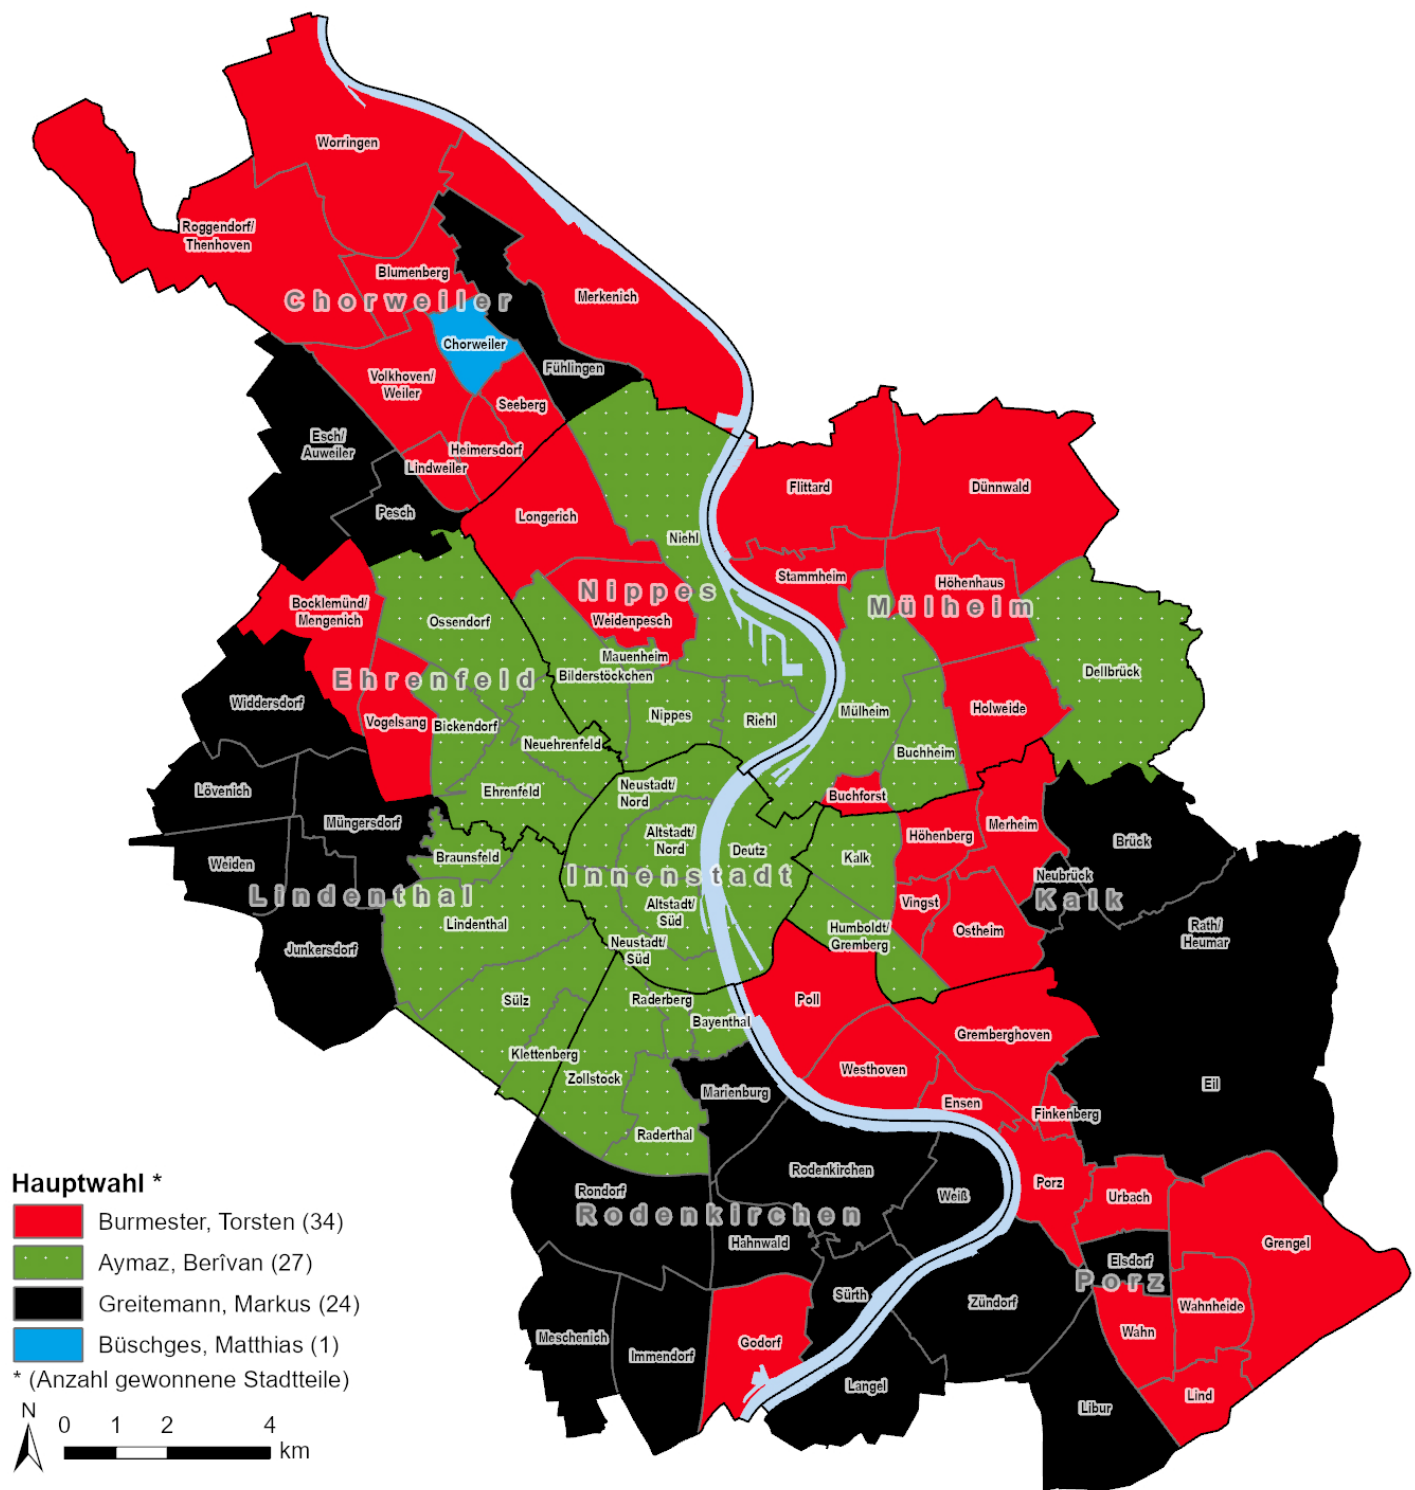 Worringen
Roggendorf/
Thenhoven
Blumenberg
Chorweiler
Merkenich
Chorweiler
Fühlingen
Volkhoven/
Weiler
Seeberg
Esch/
Auweiler
Heimersdorf
Lindweiler
Pesch
Longerich
Flittard
Dünnwald
Niehl
Stammheim
Höhenhaus
Nippes
Mülheim
Bocklemünd/
Mengenich
Ossendorf
Weidenpesch
Mauenheim
Bilderstöckchen
Ehrenfeld
Dellbrück
Widdersdorf
Vogelsang
Bickendorf
Nippes
Riehl
Mülheim
Holweide
Neuehrenfeld
Buchheim
Lövenich
Ehrenfeld
Neustadt/
Nord
Buchforst
Müngersdorf
Altstadt/
Nord
Deutz
Höhenberg
Merheim
Brück
Weiden
Braunsfeld
Kalk
Innenstadt
Neubrück
Lindenthal
Kalk
Vingst
Altstadt/
Süd
Lindenthal
Humboldt/
Gremberg
Ostheim
Rath/
Heumar
Junkersdorf
Neustadt/
Süd
Sülz
Raderberg
Poll
Bayenthal
Gremberghoven
Klettenberg
Zollstock
Westhoven
Eil
Marienburg
Ensen
Finkenberg
Raderthal
Rodenkirchen
Porz
Rondorf
Weiß
Urbach
Rodenkirchen
Hahnwald
Grengel
Elsdorf
Porz
Sürth
Zündorf
Wahnheide
Meschenich
Godorf
Wahn
Immendorf
Langel
Lind
Libur
Hauptwahl *
Burmester, Torsten (34)
Aymaz, Berîvan (27)
Greitemann, Markus (24)
Büschges, Matthias (1)
* (Anzahl gewonnene Stadtteile)
N
0 1 2 4
km